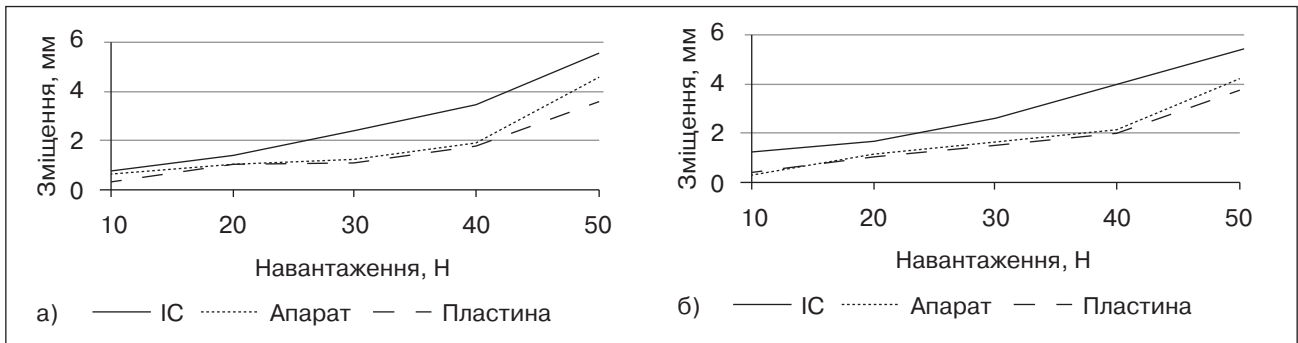 Зміщення, мм
6
4
2
0
10 20 30 40 50
Навантаження, Н
а) ІС Апарат Пластина
Зміщення, мм
6
4
2
0
10 20 30 40 50
Навантаження, Н
б) ІС Апарат Пластина